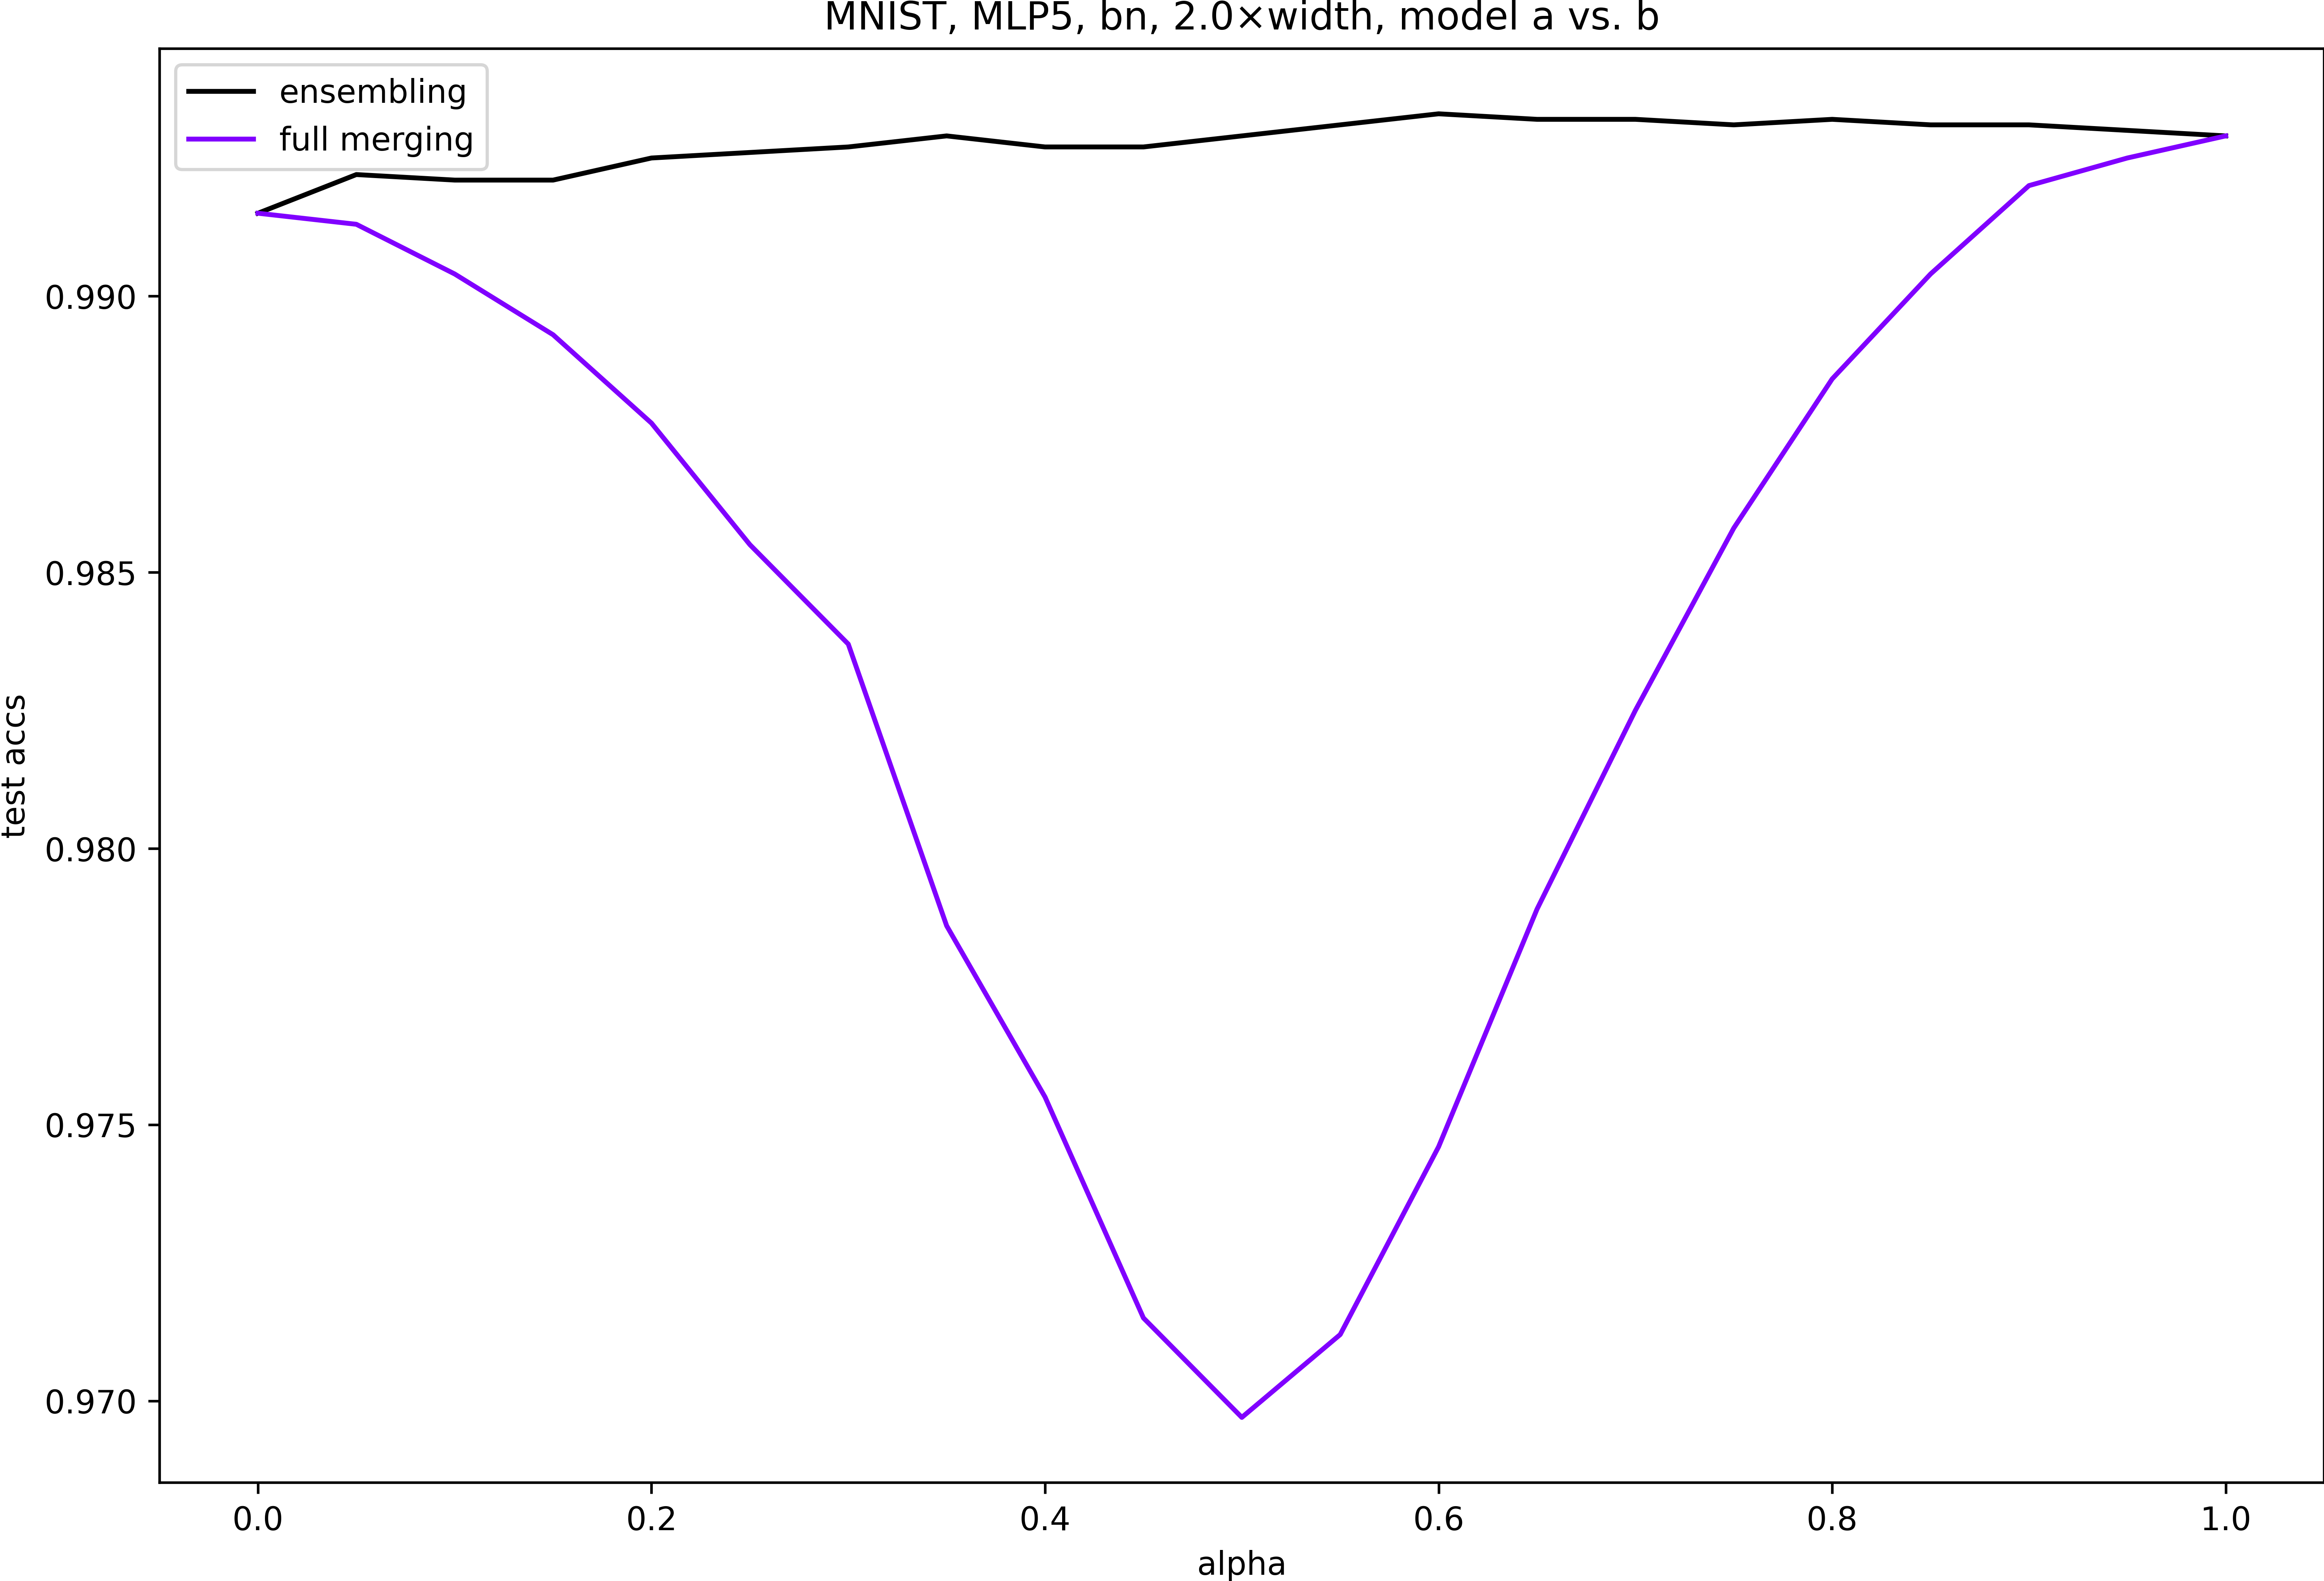 MNIST, MLP5, bn, 2.0×width, model a vs. b
ensembling
full merging
0.990
0.985
0.980
0.975
0.970
test accs
0.0 0.2 0.4 0.6 0.8 1.0
alpha